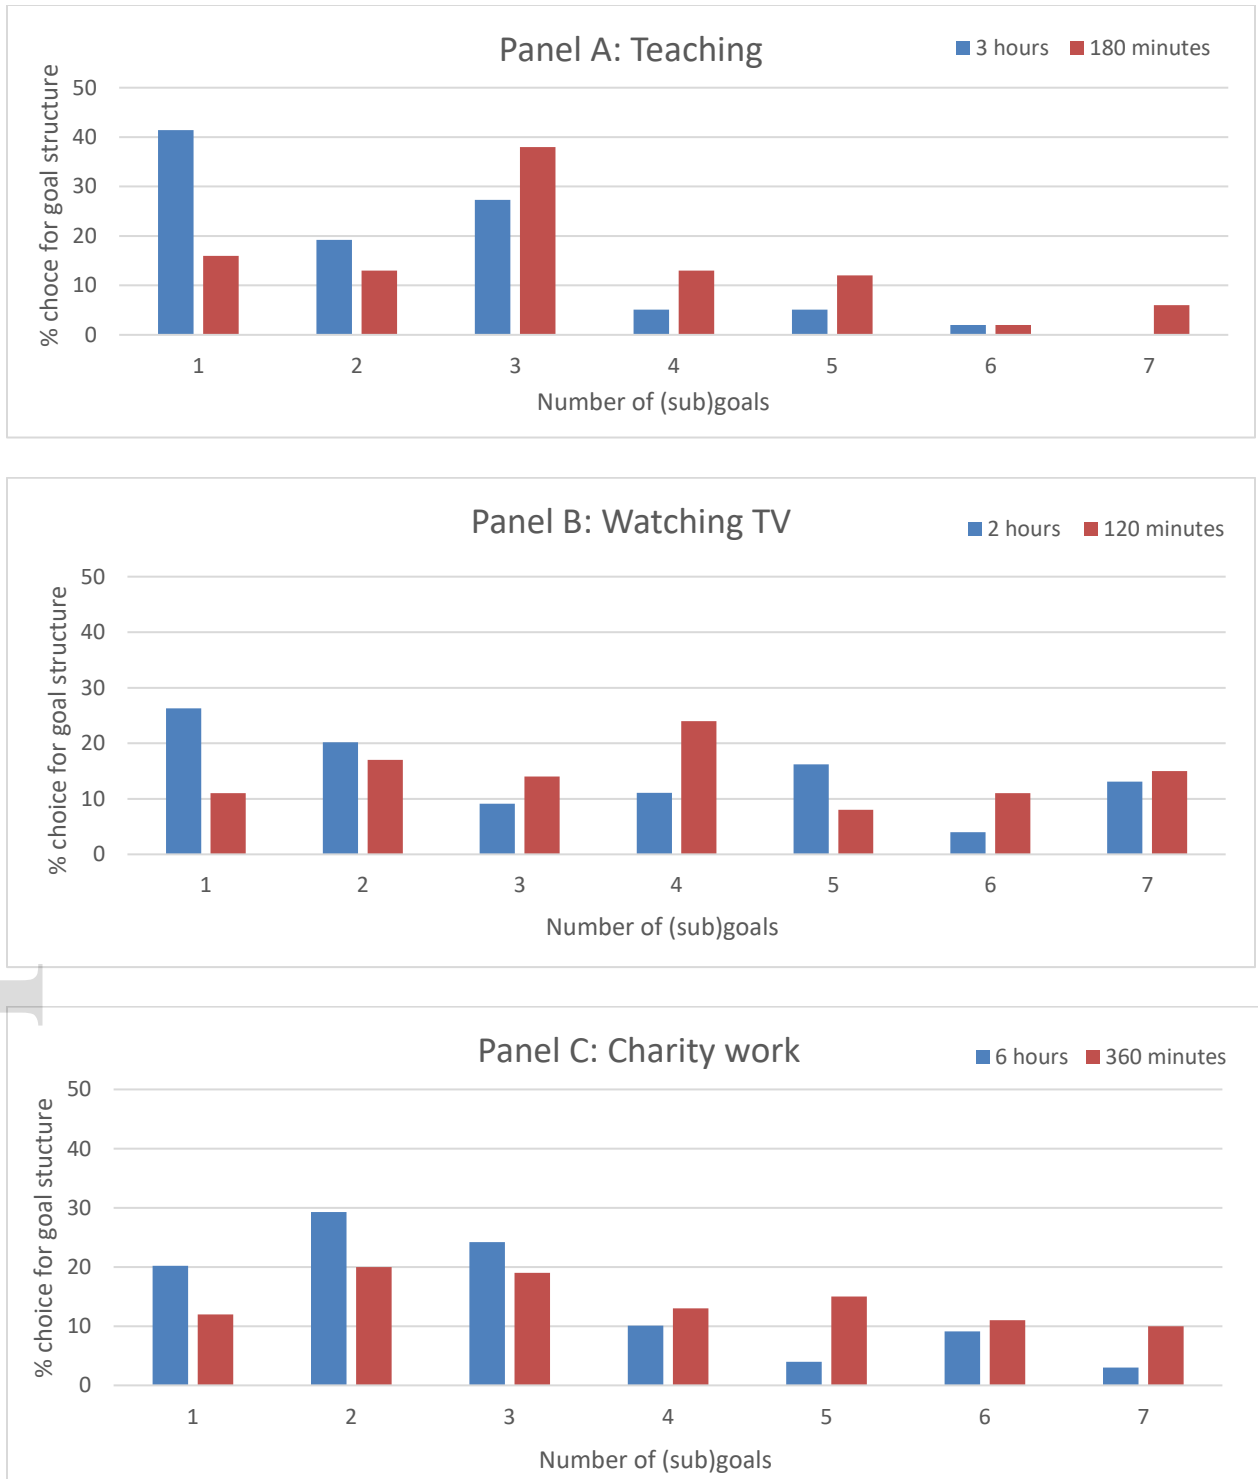 Panel A: Teaching
3 hours 180 minutes
% choce for goal structure
50
40
30
20
10
0
1 2 3 4 5 6 7
Number of (sub)goals
Panel B: Watching TV
2 hours 120 minutes
% choice for goal structure
50
40
30
20
10
0
1 2 3 4 5 6 7
Number of (sub)goals
Panel C: Charity work
6 hours 360 minutes
% choice for goal stucture
50
40
30
20
10
0
1 2 3 4 5 6 7
Number of (sub)goals